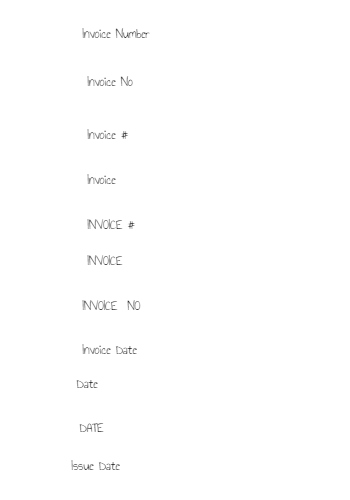 Invoice Number
Invoice No
Invoice #
Invoice
INVOICE #
INVOICE
INVOICE NO
Invoice Date
Date
DATE
Issue Date